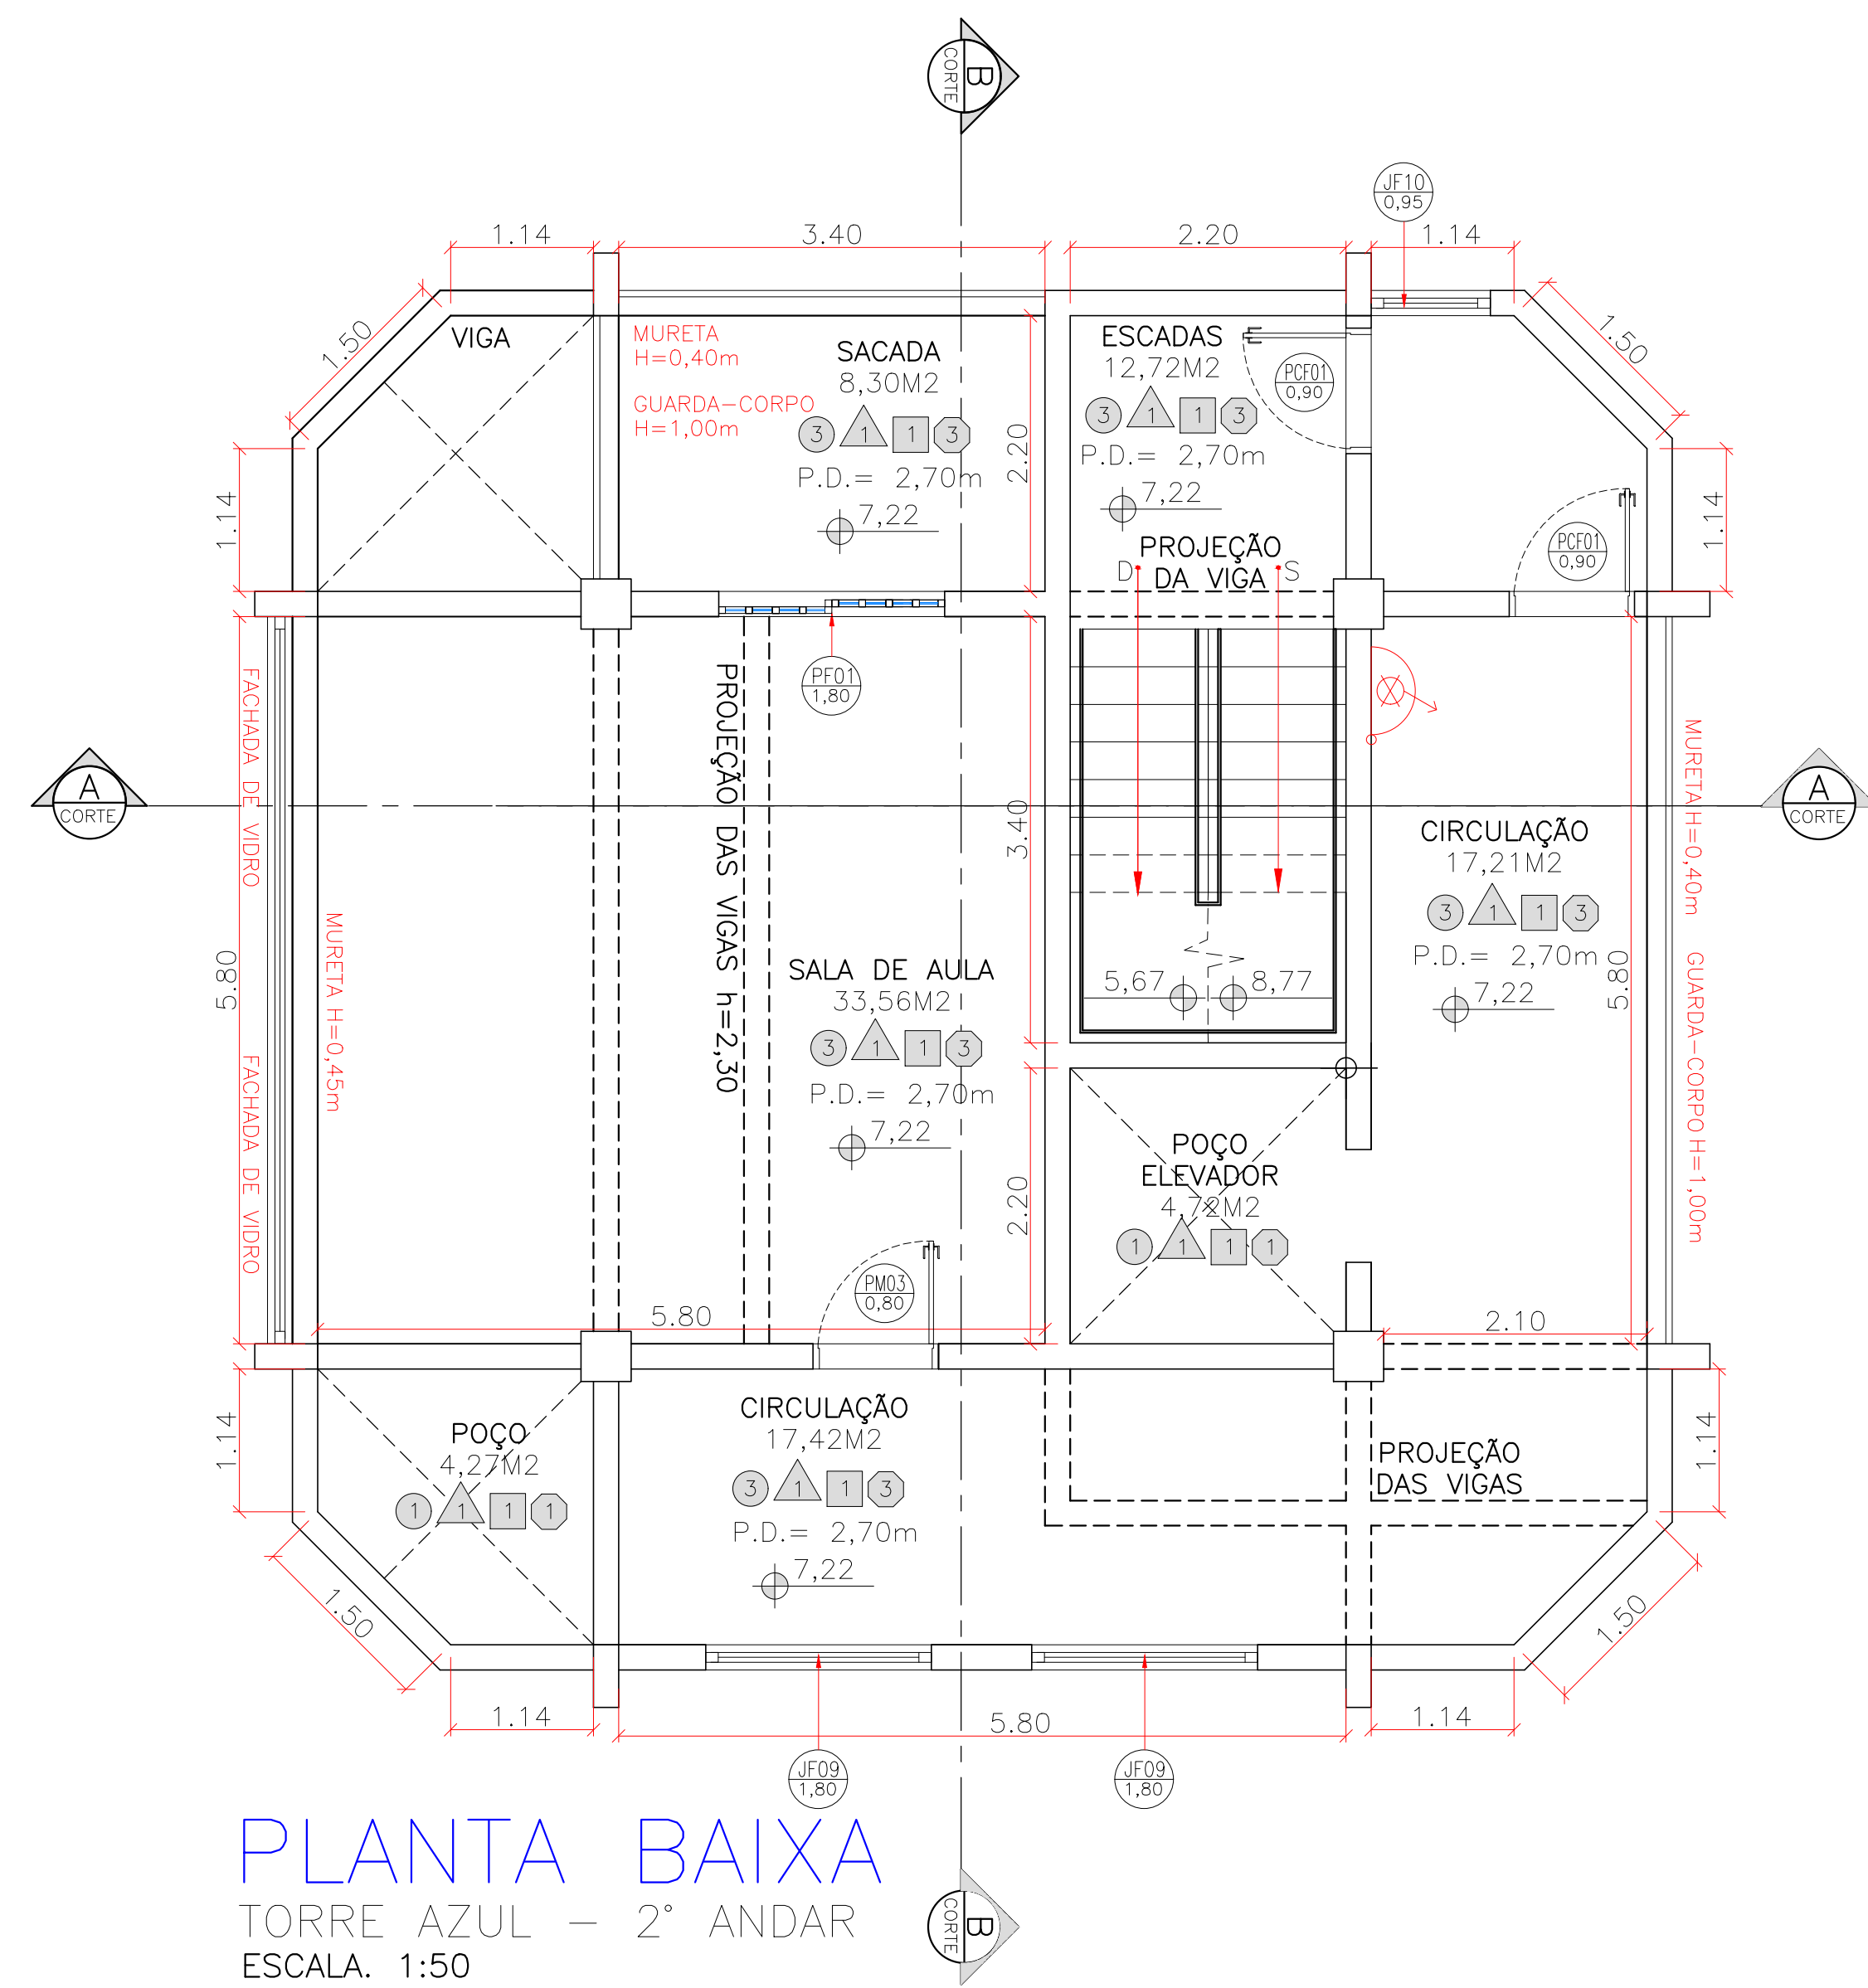 B
CORTE
JF10
0,95
1.14
3.40
2.20
1.14
1.50
1.50
VIGA
MURETA
H=0,40m
GUARDA-CORPO
H=1,00m
SACADA
8,30M2
3 1 1 3
P.D.= 2,70m
7,22
2.20
ESCADAS
12,72M2
3 1 1 3
P.D.= 2,70m
7,22
PCF01
0,90
PCF01
0,90
1.14
1.14
PROJEÇÃO
DA VIGA
D
S
PF01
1,80
FACHADA DE VIDRO
FACHADA DE VIDRO
5.80
MURETA H=0,45m
PROJEÇÃO DAS VIGAS h=2,30
A
CORTE
A
CORTE
3.40
SALA DE AULA
33,56M2
3 1 1 3
P.D.= 2,70m
7,22
5,67
8,77
CIRCULAÇÃO
17,21M2
3 1 1 3
P.D.= 2,70m
7,22
5.80
MURETA H=0,40m
GUARDA-CORPO H=1,00m
POÇO
ELEVADOR
4,72M2
1 1 1 1
2.20
PM03
0,80
5.80
2.10
1.14
POÇO
4,27M2
1 1 1 1
CIRCULAÇÃO
17,42M2
3 1 1 3
P.D.= 2,70m
7,22
PROJEÇÃO
DAS VIGAS
1.14
1.50
1.50
1.14
5.80
1.14
JF09
1,80
JF09
1,80
PLANTA BAIXA
TORRE AZUL - 2° ANDAR
ESCALA. 1:50
B
CORTE